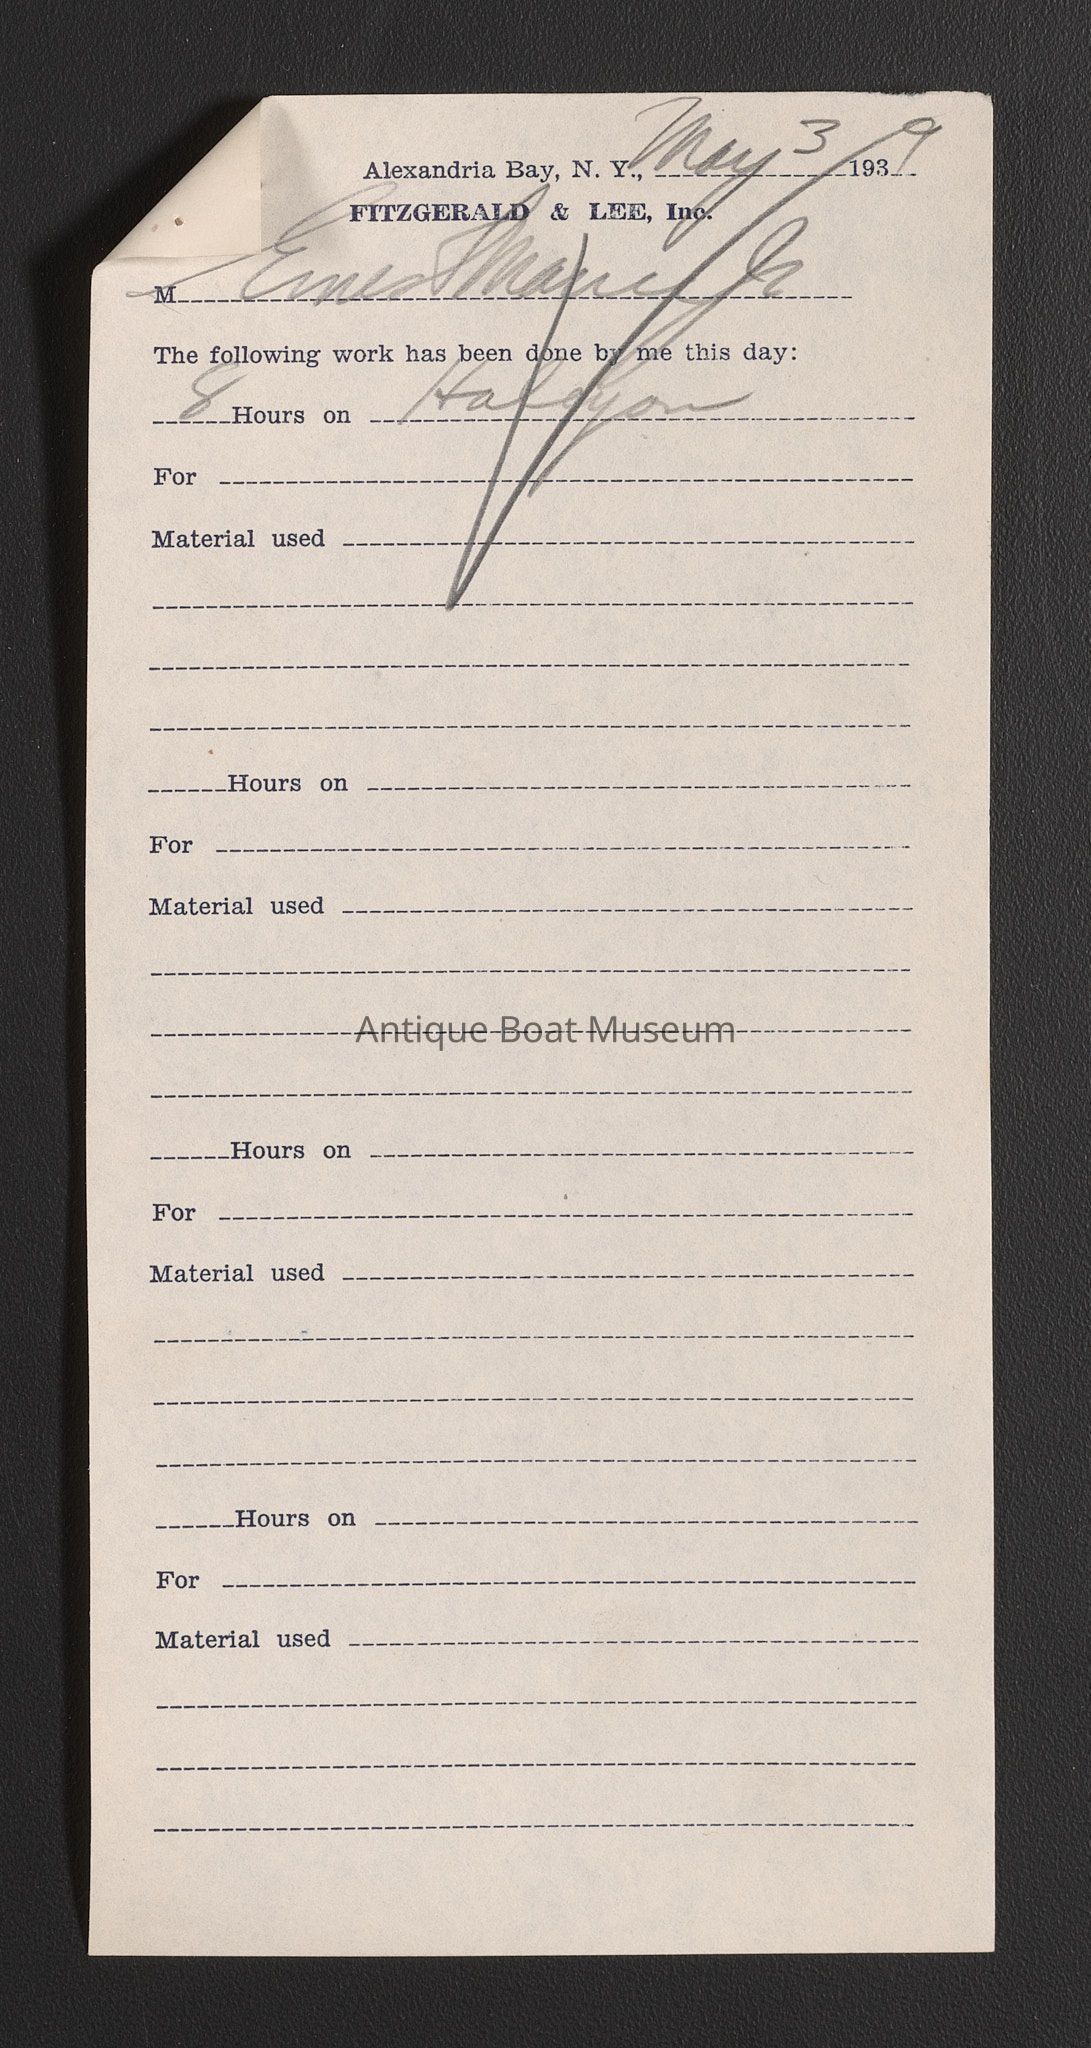 Alexandria Bay, N. Y., May 3 1939
FITZGERALD & LEE, Inc.
M Ernest Jr
The following work has been done by me this day:
8 Hours on Halcyon
For
Material used
Hours on
For
Material used
Antique Boat Museum
Hours on
For
Material used
Hours on
For
Material used